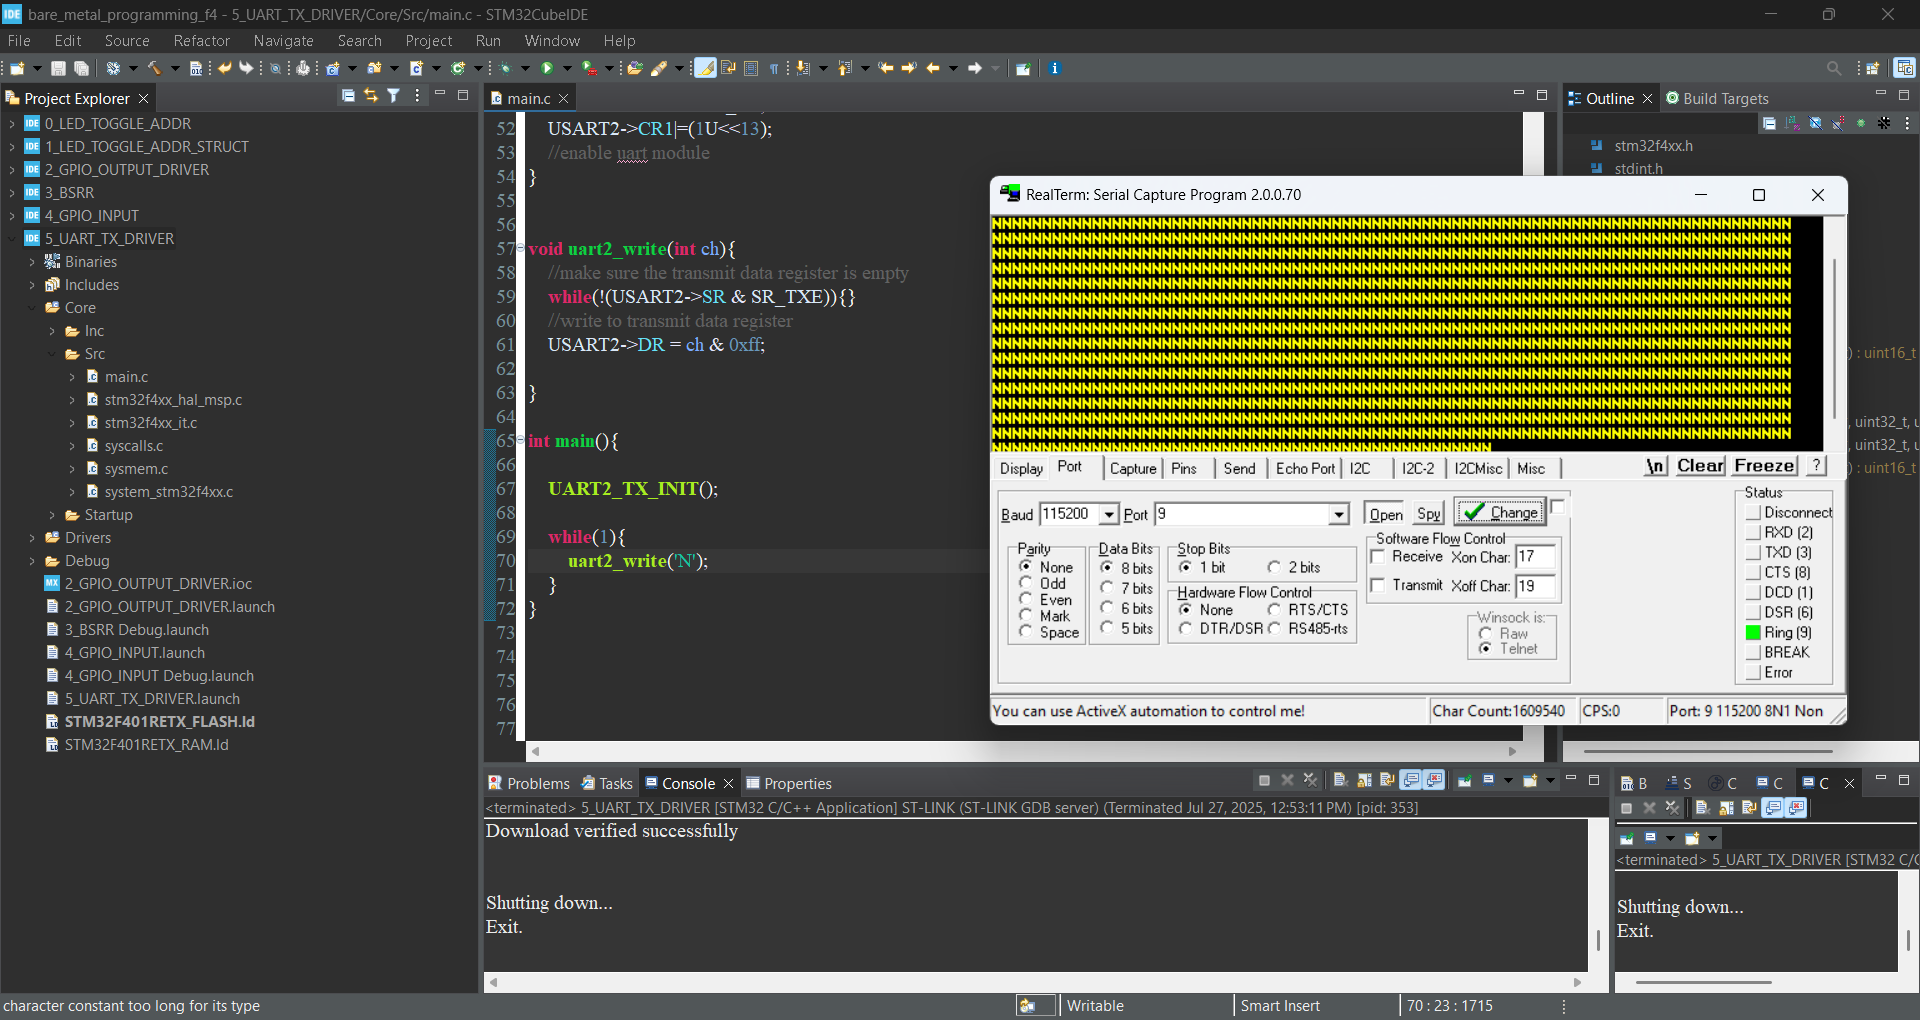 IDE bare_metal_programming_f4 - 5_UART_TX_DRIVER/Core/Src/main.c - STM32CubeIDE
File Edit Source Refactor Navigate Search Project Run Window Help
Project Explorer
IDE 0_LED_TOGGLE_ADDR
IDE 1_LED_TOGGLE_ADDR_STRUCT
IDE 2_GPIO_OUTPUT_DRIVER
IDE 3_BSRR
IDE 4_GPIO_INPUT
IDE 5_UART_TX_DRIVER
Binaries
Includes
Core
Inc
Src
main.c
stm32f4xx_hal_msp.c
stm32f4xx_it.c
syscalls.c
sysmem.c
system_stm32f4xx.c
Startup
Drivers
Debug
MX 2_GPIO_OUTPUT_DRIVER.ioc
2_GPIO_OUTPUT_DRIVER.launch
3_BSRR Debug.launch
4_GPIO_INPUT.launch
4_GPIO_INPUT Debug.launch
5_UART_TX_DRIVER.launch
STM32F401RETX_FLASH.ld
STM32F401RETX_RAM.ld
main.c
52 USART2->CR1|=(1U<<13);
53 //enable uart module
54 }
55
56
57 void uart2_write(int ch){
58 //make sure the transmit data register is empty
59 while(!(USART2->SR & SR_TXE)){}
60 //write to transmit data register
61 USART2->DR = ch & 0xff;
62
63 }
64
65 int main(){
66
67 UART2_TX_INIT();
68
69 while(1){
70 uart2_write('N');
71 }
72 }
73
74
75
76
77
Outline Build Targets
stm32f4xx.h
stdint.h
) : uint16_t
, uint32_t, u
uint32_t, u
) : uint16_t
RealTerm: Serial Capture Program 2.0.0.70
Display Port Capture Pins Send Echo Port I2C I2C-2 I2CMisc Misc \n Clear Freeze ?
Baud 115200 Port 9 Open Spy Change
Parity
None
Odd
Even
Mark
Space
Data Bits
8 bits
7 bits
6 bits
5 bits
Stop Bits
1 bit 2 bits
Hardware Flow Control
None RTS/CTS
DTR/DSR RS485-rts
Software Flow Control
Receive Xon Char: 17
Transmit Xoff Char: 19
Winsock is:
Raw
Telnet
Status
Disconnect
RXD (2)
TXD (3)
CTS (8)
DCD (1)
DSR (6)
Ring (9)
BREAK
Error
You can use ActiveX automation to control me! Char Count:1609540 CPS:0 Port: 9 115200 8N1 Non
Problems Tasks Console Properties
<terminated> 5_UART_TX_DRIVER [STM32 C/C++ Application] ST-LINK (ST-LINK GDB server) (Terminated Jul 27, 2025, 12:53:11 PM) [pid: 353]
Download verified successfully
Shutting down...
Exit.
B S C C C
<terminated> 5_UART_TX_DRIVER [STM32 C/C
Shutting down...
Exit.
character constant too long for its type Writable Smart Insert 70 : 23 : 1715